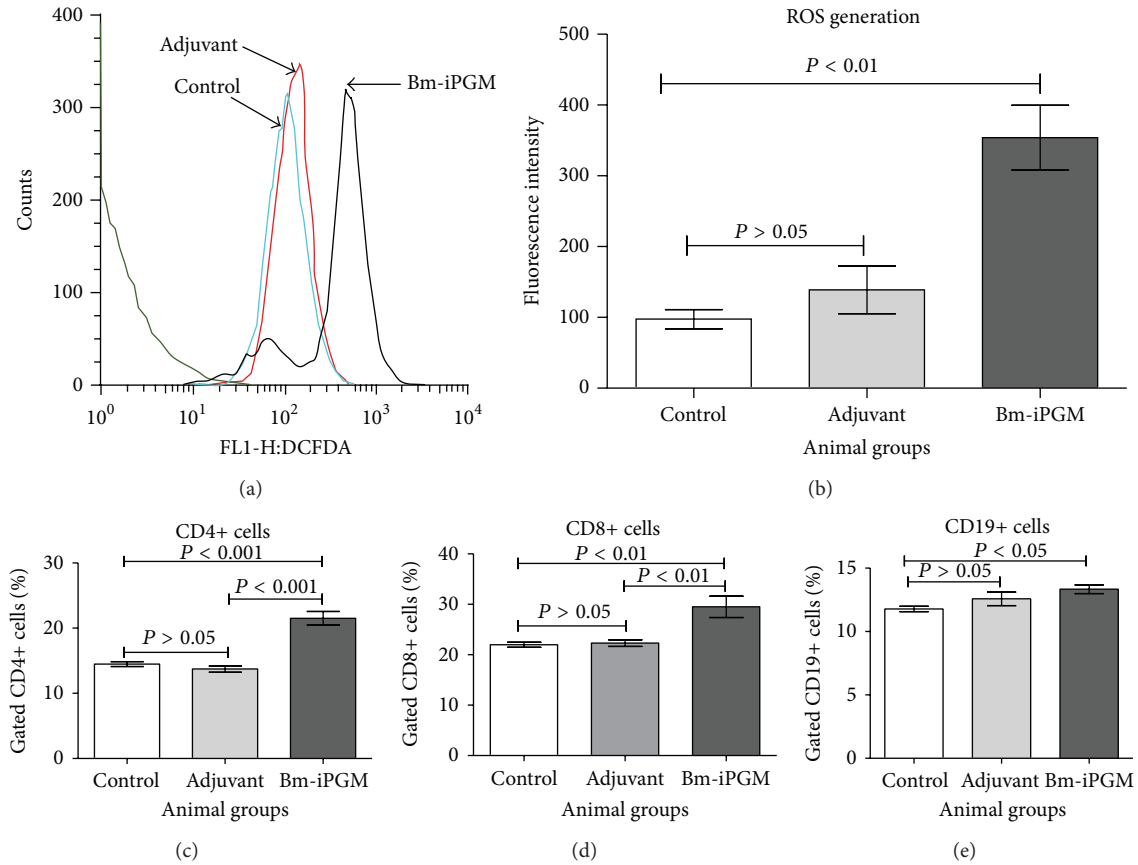 400
300
200
100
0
Counts
Adjuvant
Control
Bm-iPGM
10^0
10^1
10^2
10^3
10^4
FL1-H:DCFDA
(a)
ROS generation
500
400
300
200
100
0
Fluorescence intensity
P < 0.01
P > 0.05
Control
Adjuvant
Bm-iPGM
Animal groups
(b)
CD4+ cells
30
20
10
0
Gated CD4+ cells (%)
P < 0.001
P < 0.001
P > 0.05
Control
Adjuvant
Bm-iPGM
Animal groups
(c)
CD8+ cells
40
30
20
10
0
Gated CD8+ cells (%)
P < 0.01
P < 0.01
P > 0.05
Control
Adjuvant
Bm-iPGM
Animal groups
(d)
CD19+ cells
15
10
5
0
Gated CD19+ cells (%)
P < 0.05
P > 0.05
Control
Adjuvant
Bm-iPGM
Animal groups
(e)